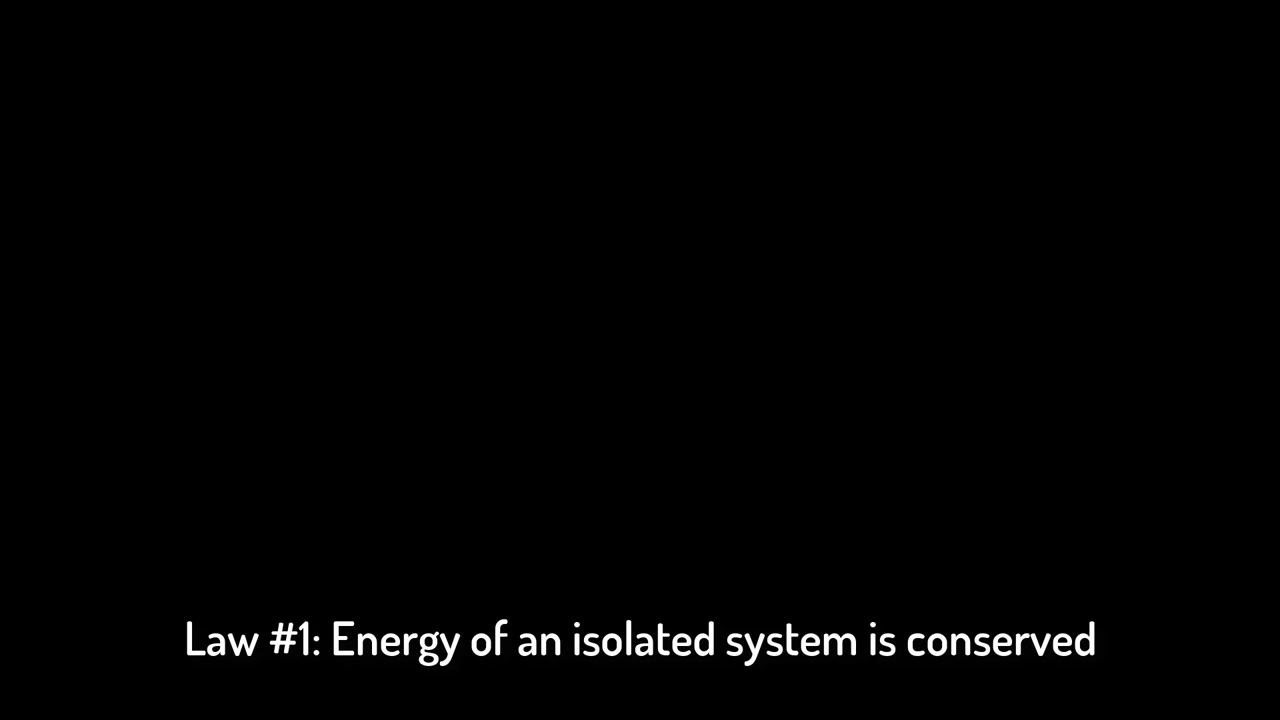 Law #1: Energy of an isolated system is conserved